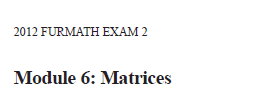 2012 FURMATH EXAM 2
Module 6: Matrices